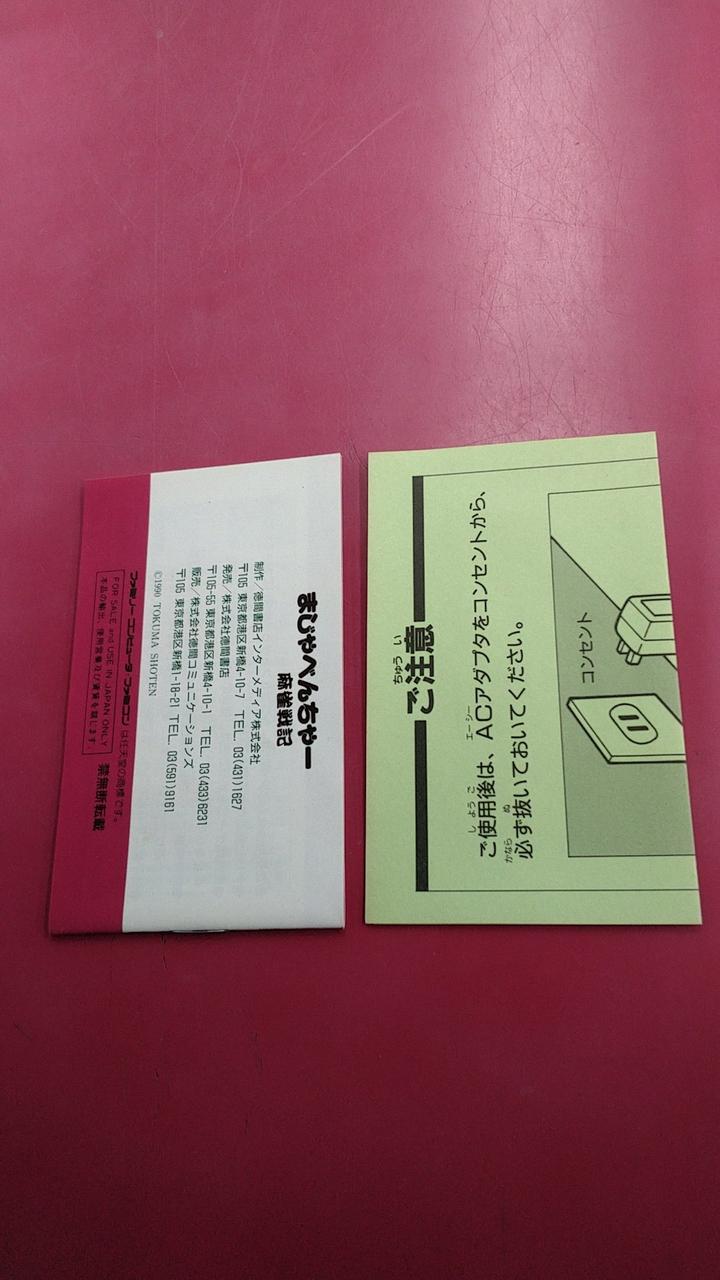 まじゃべんちゃー
麻雀戦記
制作/徳間書店インターメディア株式会社
〒105 東京都港区新橋4-10-7 TEL. 03(431)1627
発売/株式会社徳間書店
〒105-55 東京都港区新橋4-10-1 TEL. 03(433)6231
販売/株式会社徳間コミュニケーションズ
〒105 東京都港区新橋1-18-21 TEL. 03(591)9161
©1990 TOKUMA SHOTEN
ファミリーコンピュータ・ファミコン は任天堂の商標です。
FOR SALE and USE IN JAPAN ONLY
本品の輸出、使用営業及び賃貸を禁じます。
禁無断転載
ちゅう い
ご注意
し よう ご エーシー
ご使用後は、ACアダプタをコンセントから、
かなら ぬ
必ず抜いておいてください。
コンセント